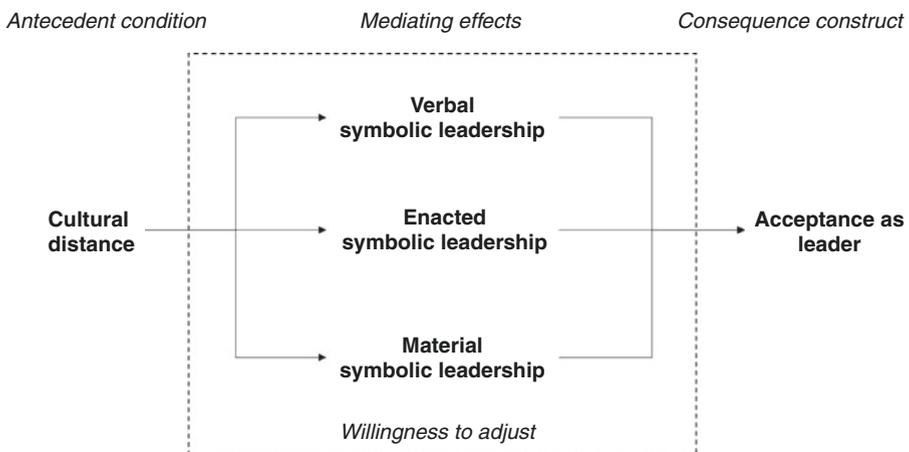 Antecedent condition
Mediating effects
Consequence construct
Verbal
symbolic leadership
Cultural
distance
Enacted
symbolic leadership
Acceptance as
leader
Material
symbolic leadership
Willingness to adjust